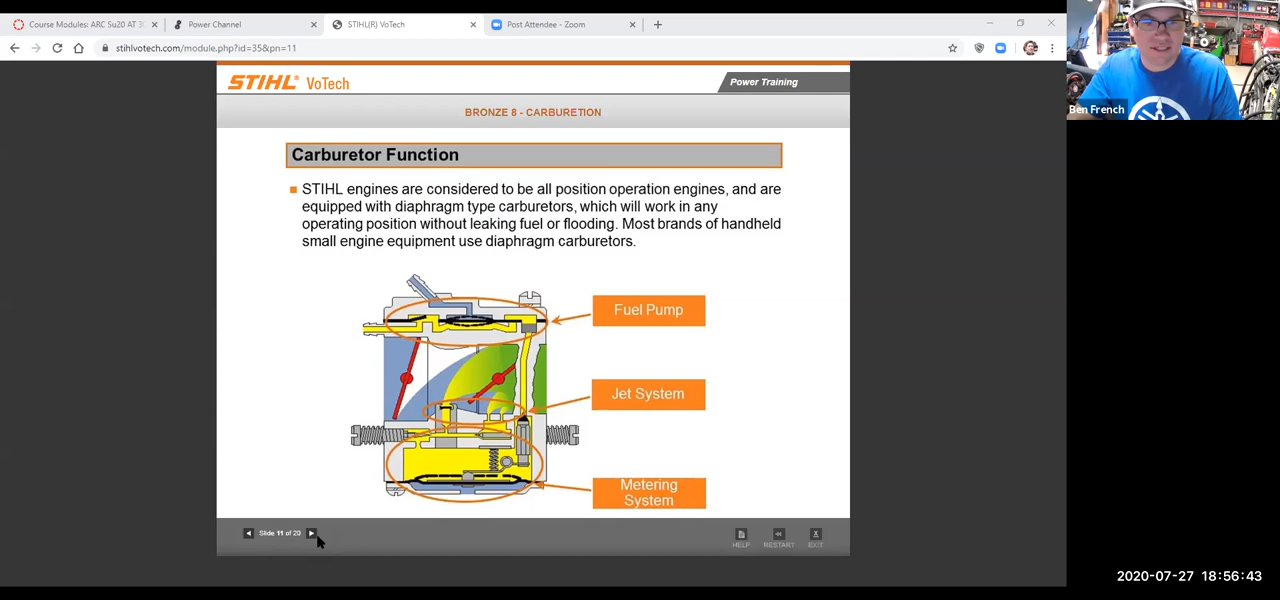 Course Modules: ARC 5u20 AT 3
Power Channel
STIHL(R) VoTech
Post Attendee - Zoom
stihlvotech.com/module.php?id=35&pn=11
Ben French
STIHL® VoTech
Power Training
BRONZE 8 - CARBURETION
Carburetor Function
STIHL engines are considered to be all position operation engines, and are
equipped with diaphragm type carburetors, which will work in any
operating position without leaking fuel or flooding. Most brands of handheld
small engine equipment use diaphragm carburetors.
Fuel Pump
Jet System
Metering
System
Slide 11 of 20
HELP
RESTART
EXIT
2020-07-27 18:56:43